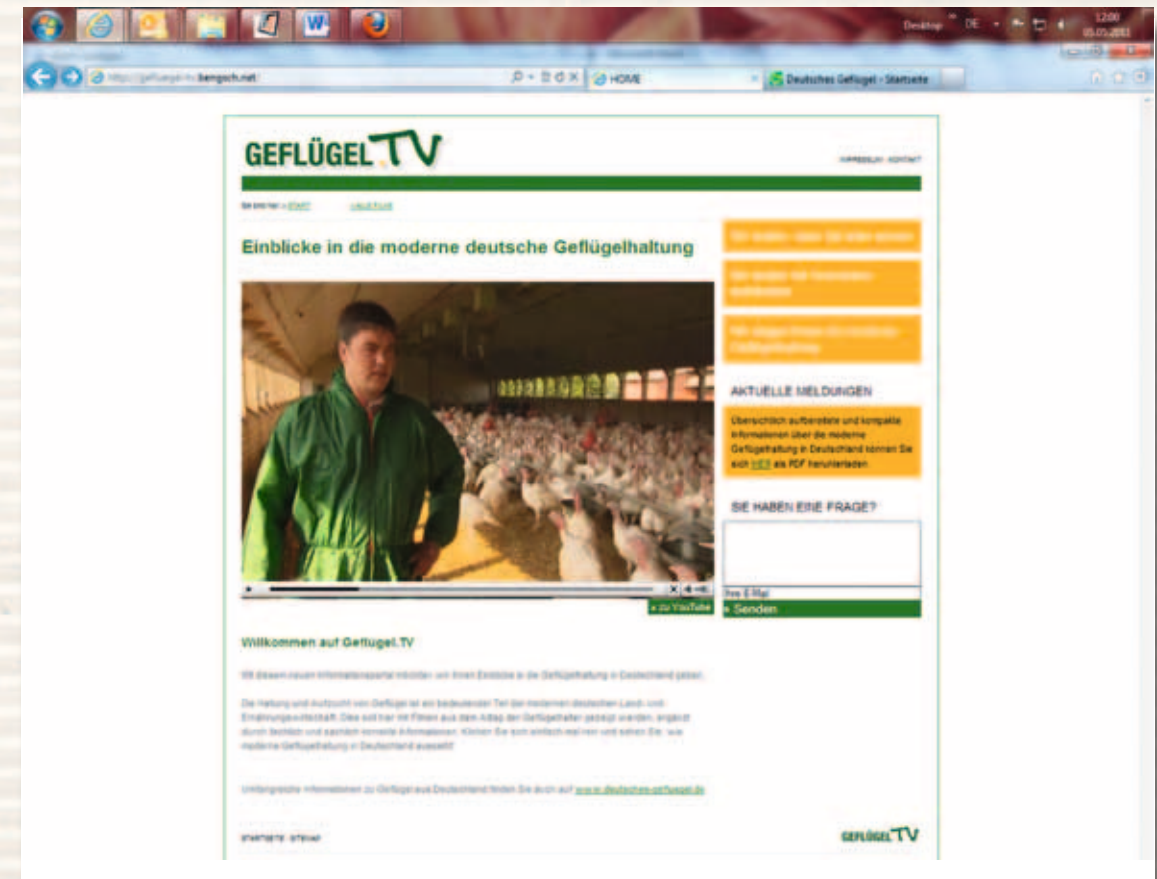 Desktop
DE
12:00
05.05.2011
bengsch.net
HOME
Deutsches Geflügel - Startseite
GEFLÜGEL.TV
IMPRESSUM KONTAKT
START
ALLE FILME
Einblicke in die moderne deutsche Geflügelhaltung
AKTUELLE MELDUNGEN
Übersichtlich aufbereitete und kompakte
Informationen über die moderne
Geflügelhaltung in Deutschland können Sie
sich HIER als PDF herunterladen
SIE HABEN EINE FRAGE?
Ihre E-Mail
» Senden
» zu YouTube
Willkommen auf Geflügel.TV
Mit diesem neuen Informationsportal möchten wir Ihnen Einblicke in die Geflügelhaltung in Deutschland geben.
Die Haltung und Aufzucht von Geflügel ist ein bedeutender Teil der modernen deutschen Land- und
Ernährungswirtschaft. Dies soll hier mit Filmen aus dem Alltag der Geflügelhalter gezeigt werden, ergänzt
durch fachlich und sachlich korrekte Informationen. Klicken Sie sich einfach mal rein und sehen Sie, wie
moderne Geflügelhaltung in Deutschland aussieht!
Umfangreiche Informationen zu Geflügel aus Deutschland finden Sie auch auf www.deutsches-gefluegel.de
STARTSEITE SITEMAP
GEFLÜGEL.TV